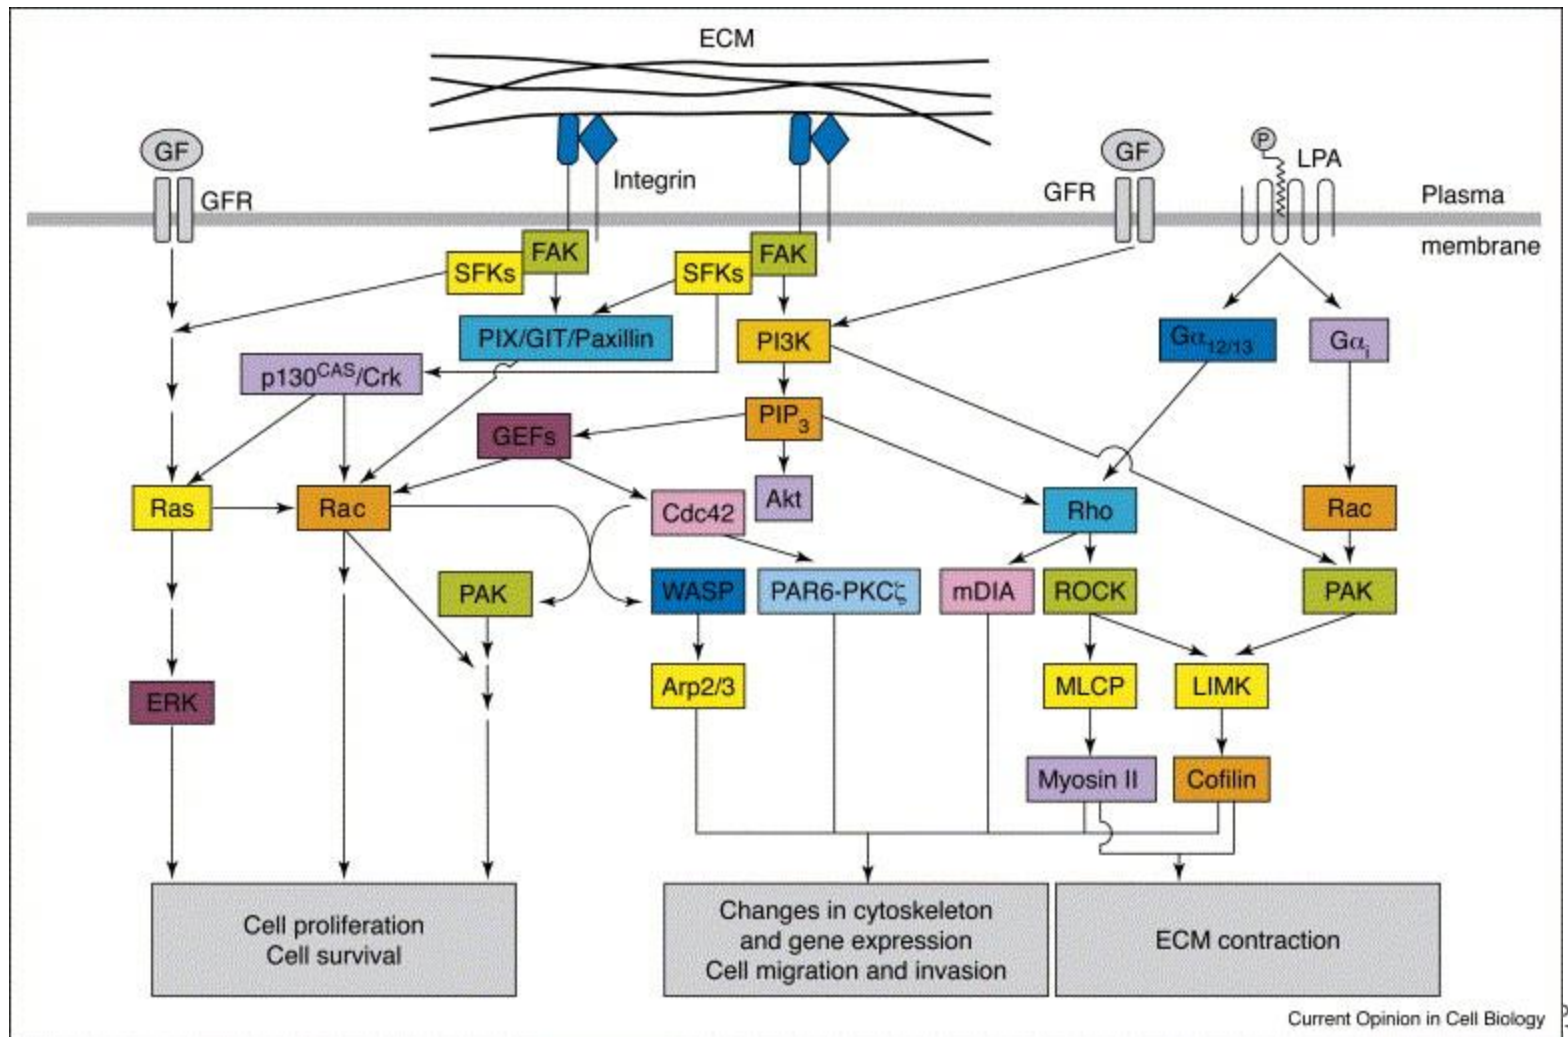 ECM
GF
GF
P
LPA
Integrin
GFR
GFR
Plasma
membrane
FAK
FAK
SFKs
SFKs
PIX/GIT/Paxillin
PI3K
Gα12/13
Gαi
p130CAS/Crk
PIP3
GEFs
Akt
Ras
Rac
Cdc42
Rho
Rac
PAK
WASP
PAR6-PKCζ
mDIA
ROCK
PAK
ERK
Arp2/3
MLCP
LIMK
Myosin II
Cofilin
Cell proliferation
Cell survival
Changes in cytoskeleton
and gene expression
Cell migration and invasion
ECM contraction
Current Opinion in Cell Biology